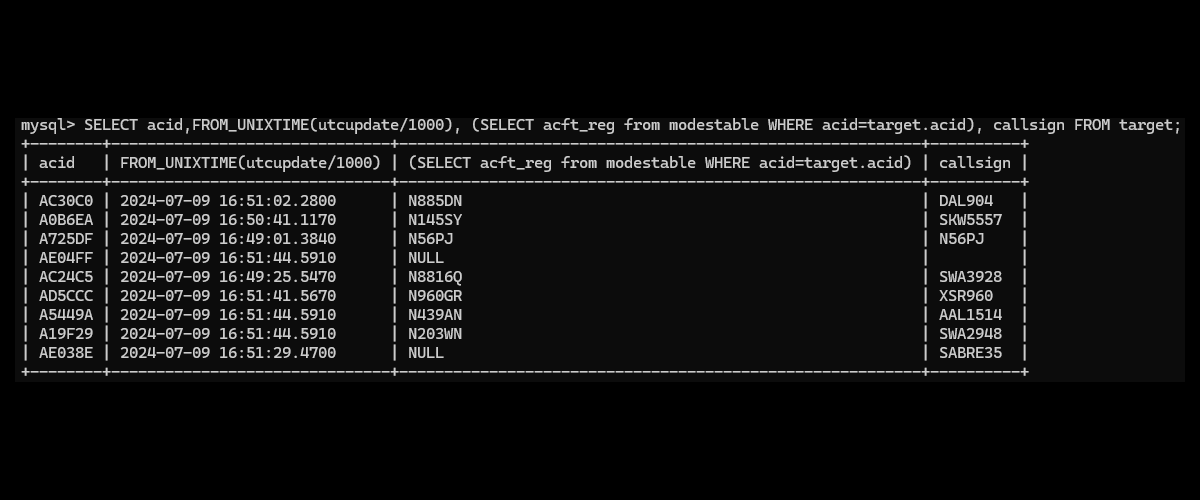 mysql> SELECT acid,FROM_UNIXTIME(utcupdate/1000), (SELECT acft_reg from modestable WHERE acid=target.acid), callsign FROM target;
+--------+-------------------------------+----------------------------------------------------------+----------+
| acid   | FROM_UNIXTIME(utcupdate/1000) | (SELECT acft_reg from modestable WHERE acid=target.acid) | callsign |
+--------+-------------------------------+----------------------------------------------------------+----------+
| AC30C0 | 2024-07-09 16:51:02.2800      | N885DN                                                   | DAL904   |
| A0B6EA | 2024-07-09 16:50:41.1170      | N145SY                                                   | SKW5557  |
| A725DF | 2024-07-09 16:49:01.3840      | N56PJ                                                    | N56PJ    |
| AE04FF | 2024-07-09 16:51:44.5910      | NULL                                                     |          |
| AC24C5 | 2024-07-09 16:49:25.5470      | N8816Q                                                   | SWA3928  |
| AD5CCC | 2024-07-09 16:51:41.5670      | N960GR                                                   | XSR960   |
| A5449A | 2024-07-09 16:51:44.5910      | N439AN                                                   | AAL1514  |
| A19F29 | 2024-07-09 16:51:44.5910      | N203WN                                                   | SWA2948  |
| AE038E | 2024-07-09 16:51:29.4700      | NULL                                                     | SABRE35  |
+--------+-------------------------------+----------------------------------------------------------+----------+